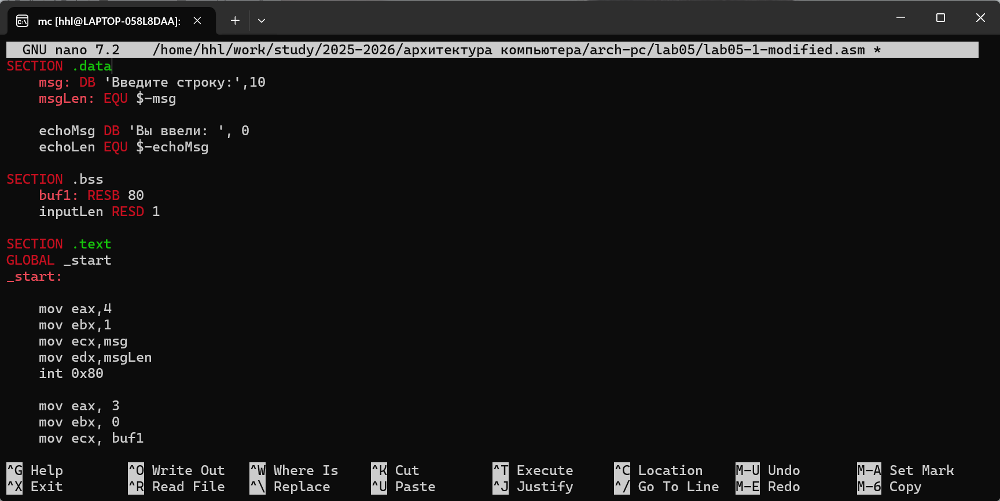 mc [hhl@LAPTOP-058L8DAA]:
GNU nano 7.2 /home/hhl/work/study/2025-2026/архитектура компьютера/arch-pc/lab05/lab05-1-modified.asm *
SECTION .data
msg: DB 'Введите строку:',10
msgLen: EQU $-msg
echoMsg DB 'Вы ввели: ', 0
echoLen EQU $-echoMsg
SECTION .bss
buf1: RESB 80
inputLen RESD 1
SECTION .text
GLOBAL _start
_start:
mov eax,4
mov ebx,1
mov ecx,msg
mov edx,msgLen
int 0x80
mov eax, 3
mov ebx, 0
mov ecx, buf1
^G Help ^O Write Out ^W Where Is ^K Cut ^T Execute ^C Location M-U Undo M-A Set Mark
^X Exit ^R Read File ^\ Replace ^U Paste ^J Justify ^/ Go To Line M-E Redo M-6 Copy